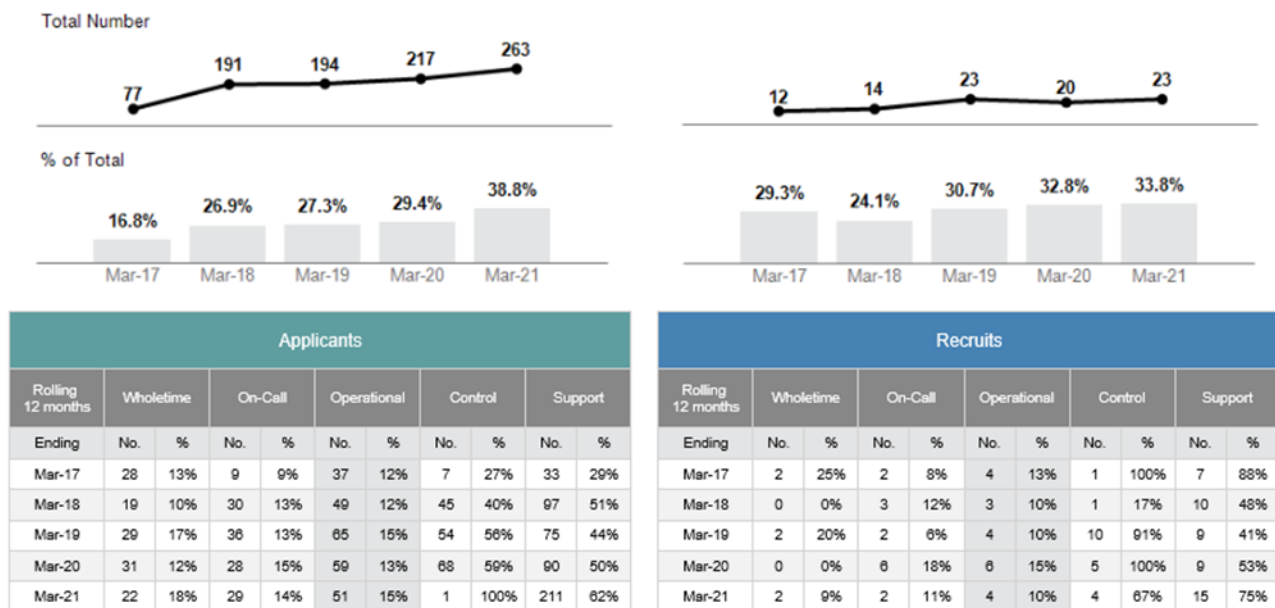 Total Number
77 191 194 217 263
12 14 23 20 23
% of Total
16.8% 26.9% 27.3% 29.4% 38.8%
29.3% 24.1% 30.7% 32.8% 33.8%
Mar-17 Mar-18 Mar-19 Mar-20 Mar-21
Mar-17 Mar-18 Mar-19 Mar-20 Mar-21
Applicants
Rolling
12 months Wholetime On-Call Operational Control Support
Ending No. % No. % No. % No. % No. %
Mar-17 28 13% 9 9% 37 12% 7 27% 33 29%
Mar-18 19 10% 30 13% 49 12% 45 40% 97 51%
Mar-19 29 17% 36 13% 65 15% 54 56% 75 44%
Mar-20 31 12% 28 15% 59 13% 68 59% 90 50%
Mar-21 22 18% 29 14% 51 15% 1 100% 211 62%
Recruits
Rolling
12 months Wholetime On-Call Operational Control Support
Ending No. % No. % No. % No. % No. %
Mar-17 2 25% 2 8% 4 13% 1 100% 7 88%
Mar-18 0 0% 3 12% 3 10% 1 17% 10 48%
Mar-19 2 20% 2 6% 4 10% 10 91% 9 41%
Mar-20 0 0% 6 18% 6 15% 5 100% 9 53%
Mar-21 2 9% 2 11% 4 10% 4 67% 15 75%